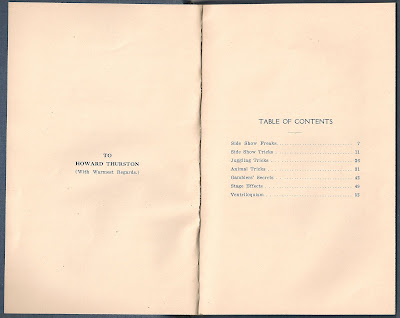 TO
HOWARD THURSTON
(With Warmest Regards.)
TABLE OF CONTENTS
Side Show Freaks 7
Side Show Tricks 11
Juggling Tricks 24
Animal Tricks 31
Gamblers' Secrets 42
Stage Effects 48
Ventriloquism 52